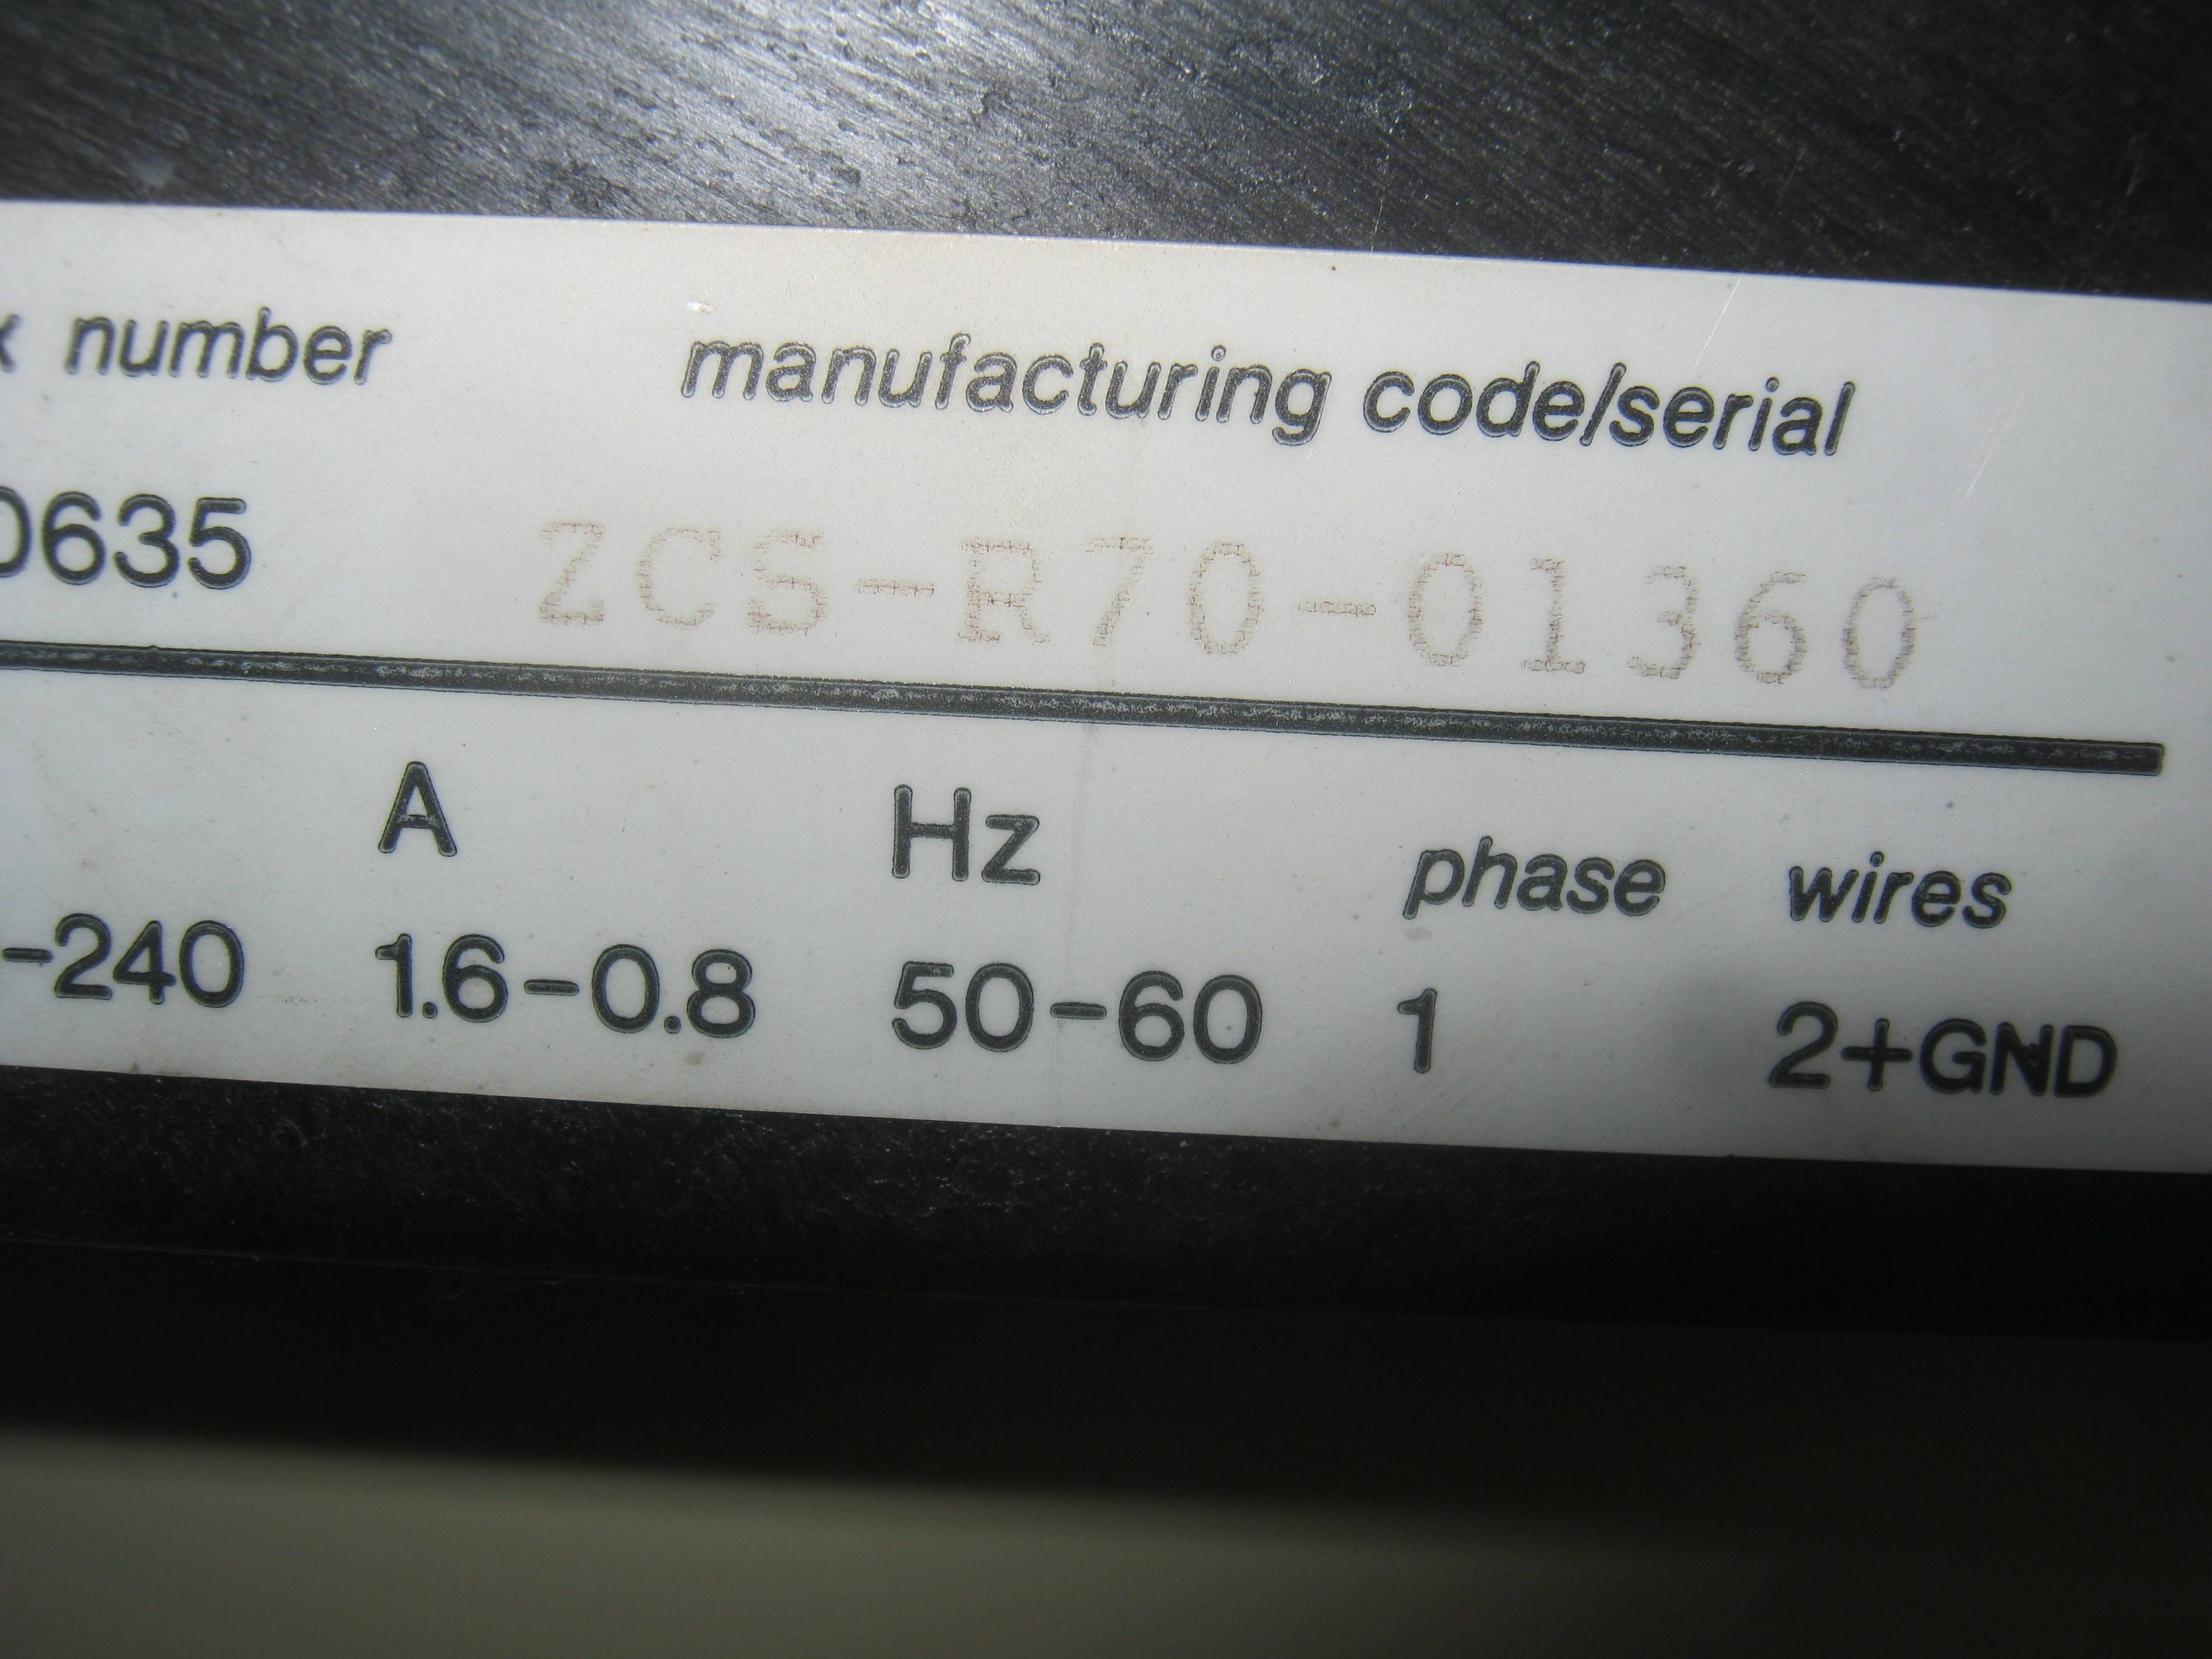 x number manufacturing code/serial
0635 ZCS-R70-01360
A Hz phase wires
-240 1.6-0.8 50-60 1 2+GND